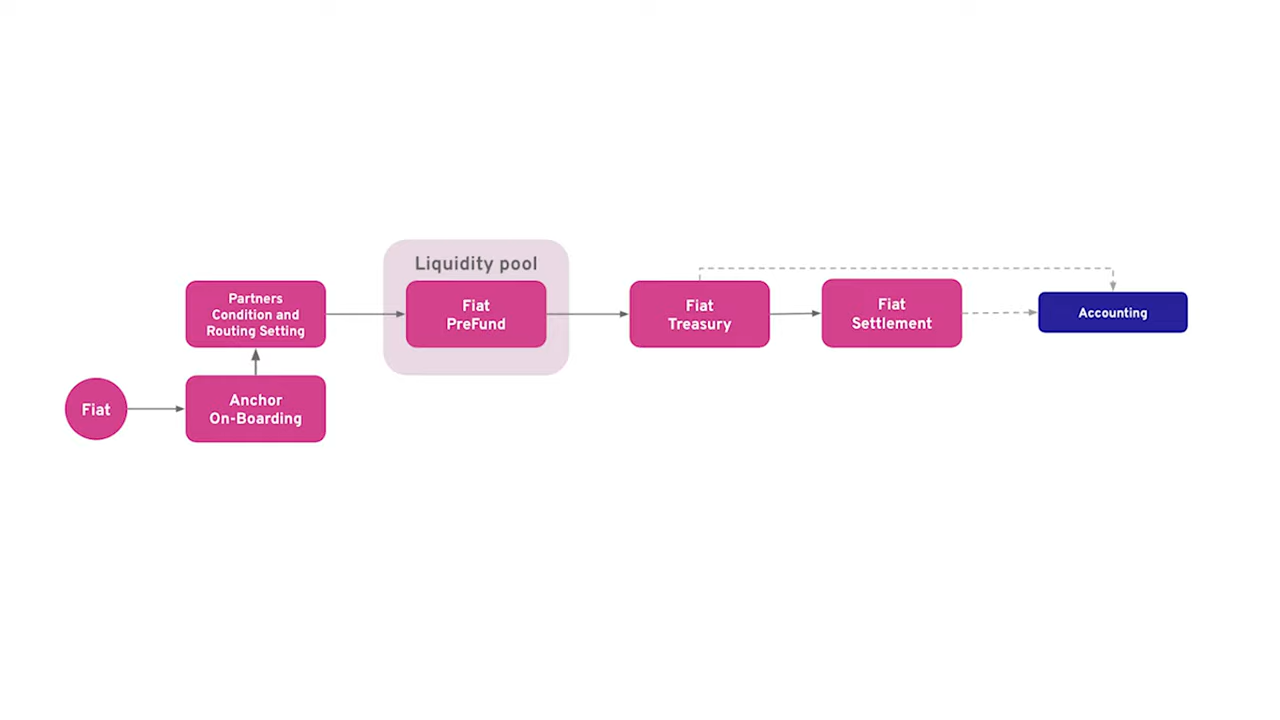 Liquidity pool
Partners
Condition and
Routing Setting
Fiat
PreFund
Fiat
Treasury
Fiat
Settlement
Accounting
Fiat
Anchor
On-Boarding